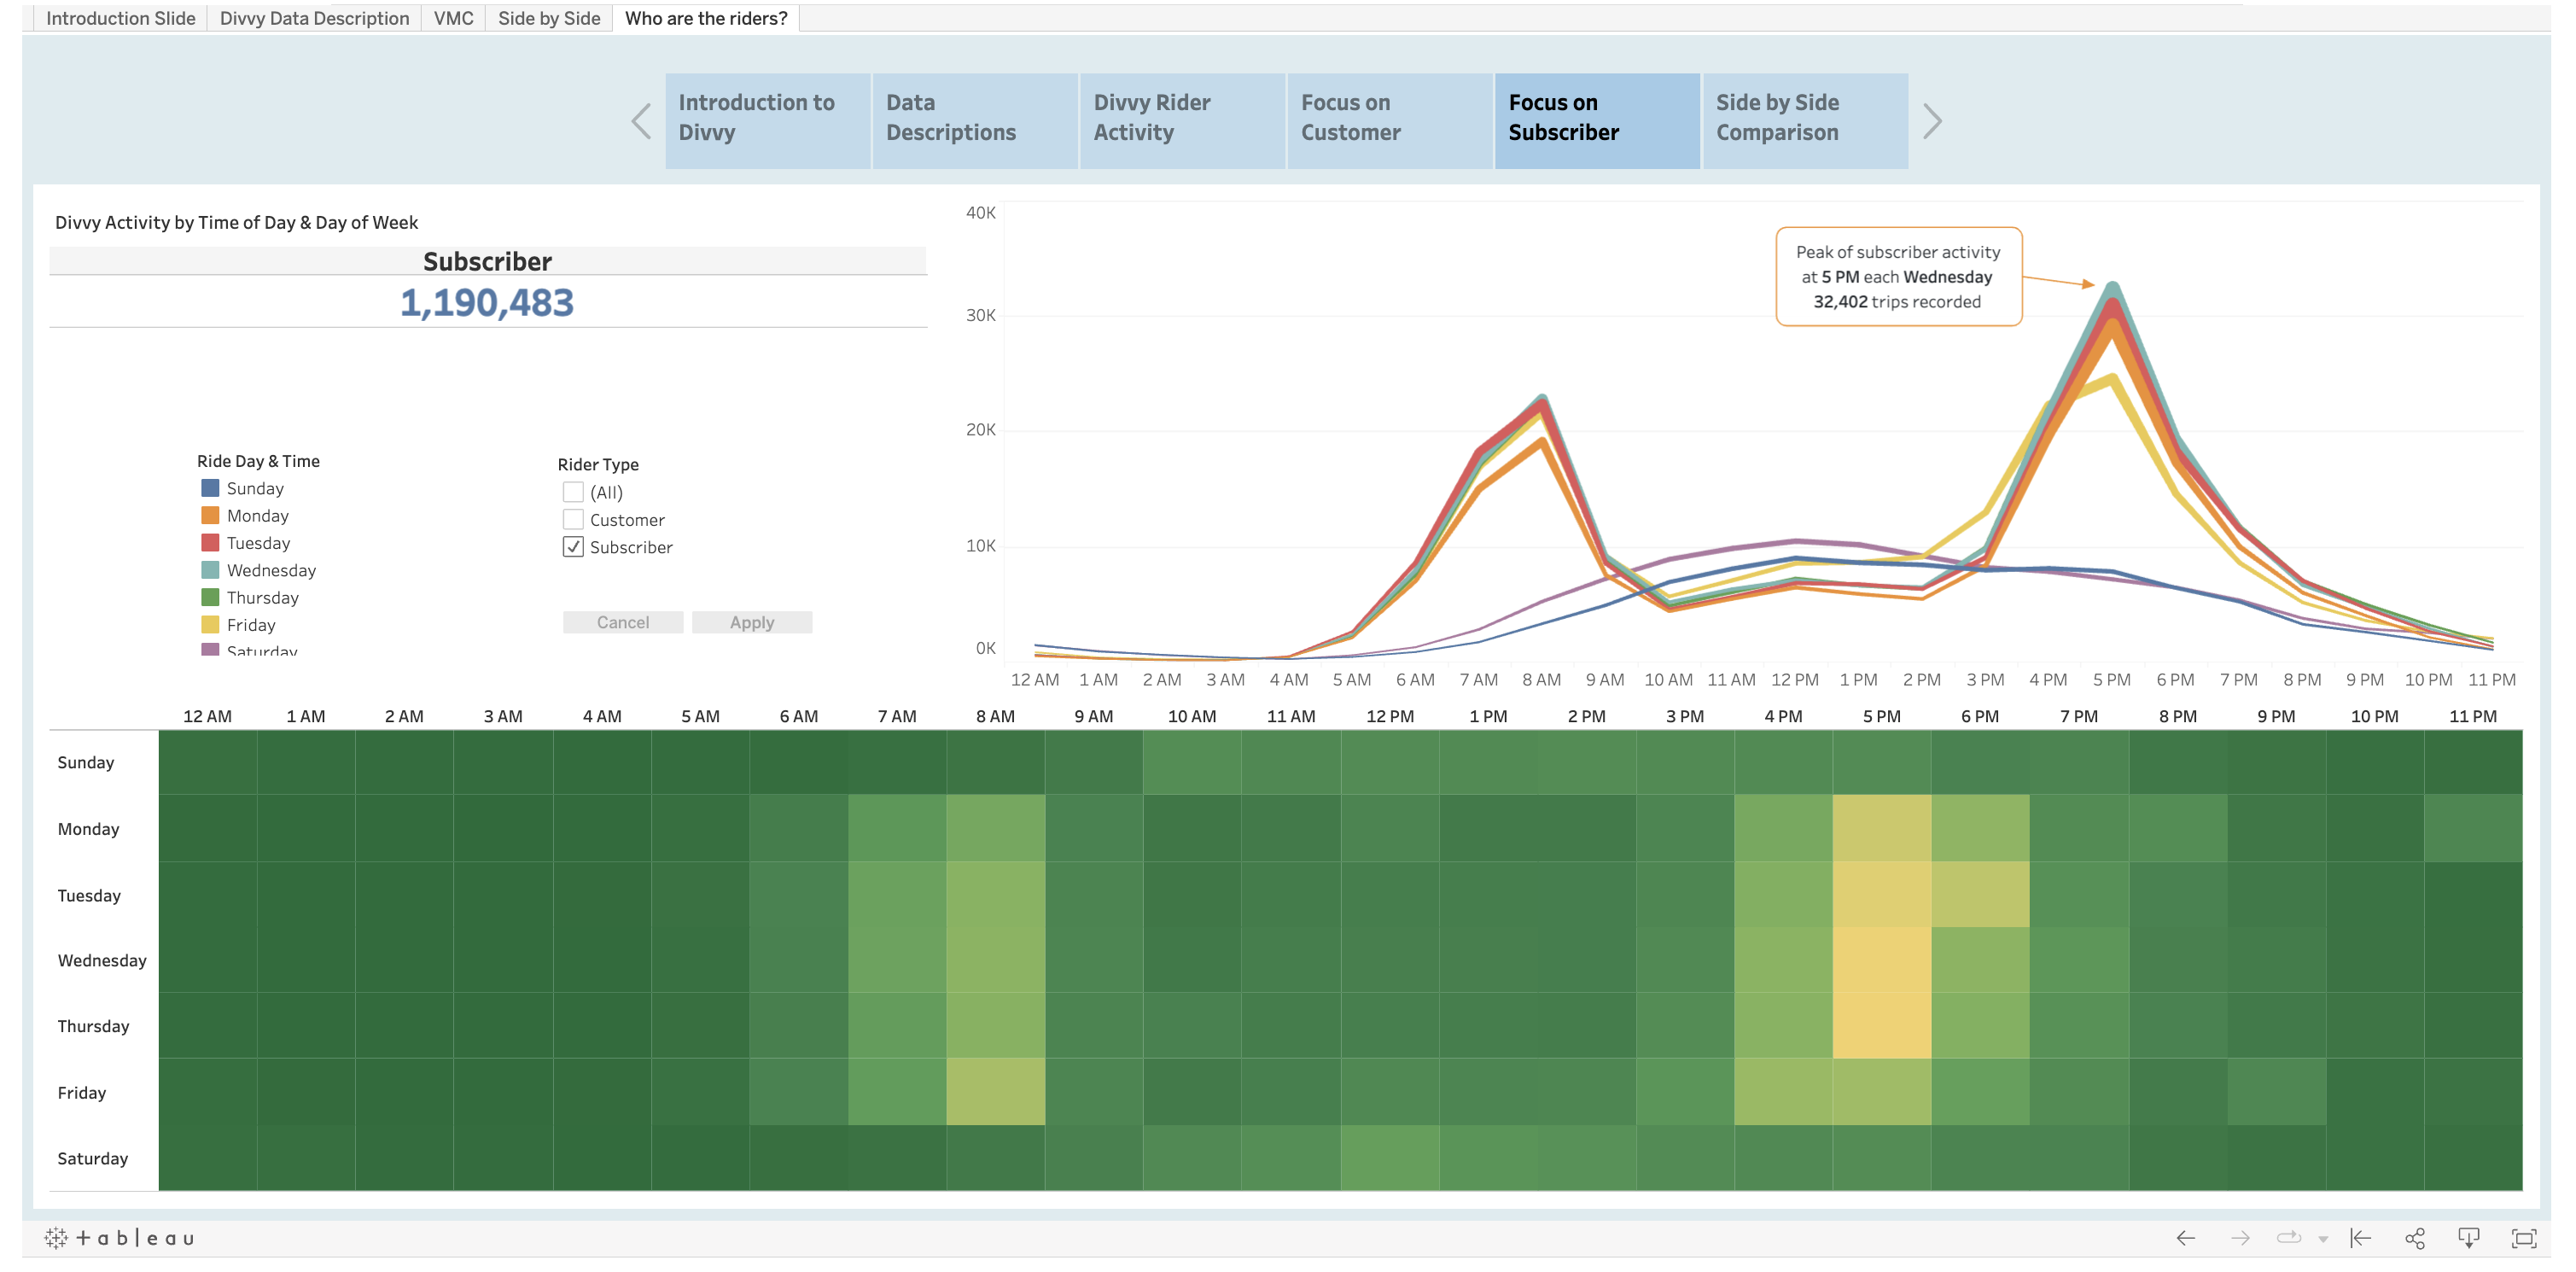 Introduction Slide
Divvy Data Description
VMC
Side by Side
Who are the riders?
Introduction to
Divvy
Data
Descriptions
Divvy Rider
Activity
Focus on
Customer
Focus on
Subscriber
Side by Side
Comparison
Divvy Activity by Time of Day & Day of Week
Subscriber
1,190,483
Ride Day & Time
Sunday
Monday
Tuesday
Wednesday
Thursday
Friday
Saturday
Rider Type
(All)
Customer
Subscriber
Cancel
Apply
40K
30K
20K
10K
0K
Peak of subscriber activity
at 5 PM each Wednesday
32,402 trips recorded
12 AM 1 AM 2 AM 3 AM 4 AM 5 AM 6 AM 7 AM 8 AM 9 AM 10 AM 11 AM 12 PM 1 PM 2 PM 3 PM 4 PM 5 PM 6 PM 7 PM 8 PM 9 PM 10 PM 11 PM
12 AM 1 AM 2 AM 3 AM 4 AM 5 AM 6 AM 7 AM 8 AM 9 AM 10 AM 11 AM 12 PM 1 PM 2 PM 3 PM 4 PM 5 PM 6 PM 7 PM 8 PM 9 PM 10 PM 11 PM
Sunday
Monday
Tuesday
Wednesday
Thursday
Friday
Saturday
+ableau